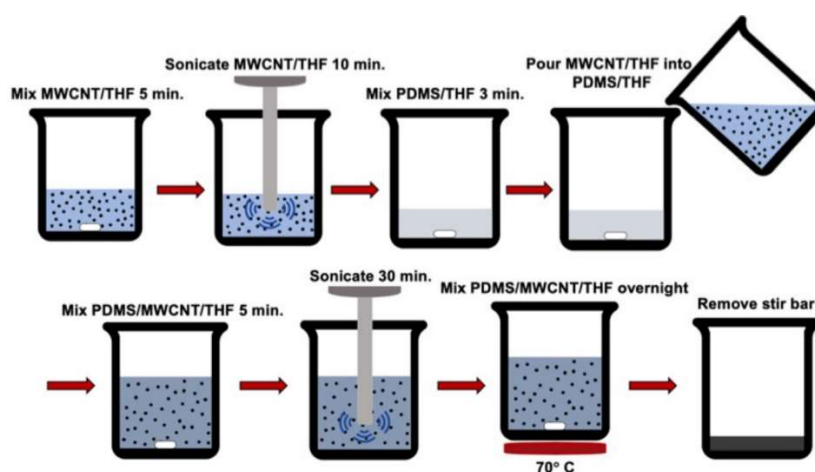 Mix MWCNT/THF 5 min.
Sonicate MWCNT/THF 10 min.
Mix PDMS/THF 3 min.
Pour MWCNT/THF into
PDMS/THF
Mix PDMS/MWCNT/THF 5 min.
Sonicate 30 min.
Mix PDMS/MWCNT/THF overnight
70° C
Remove stir bar